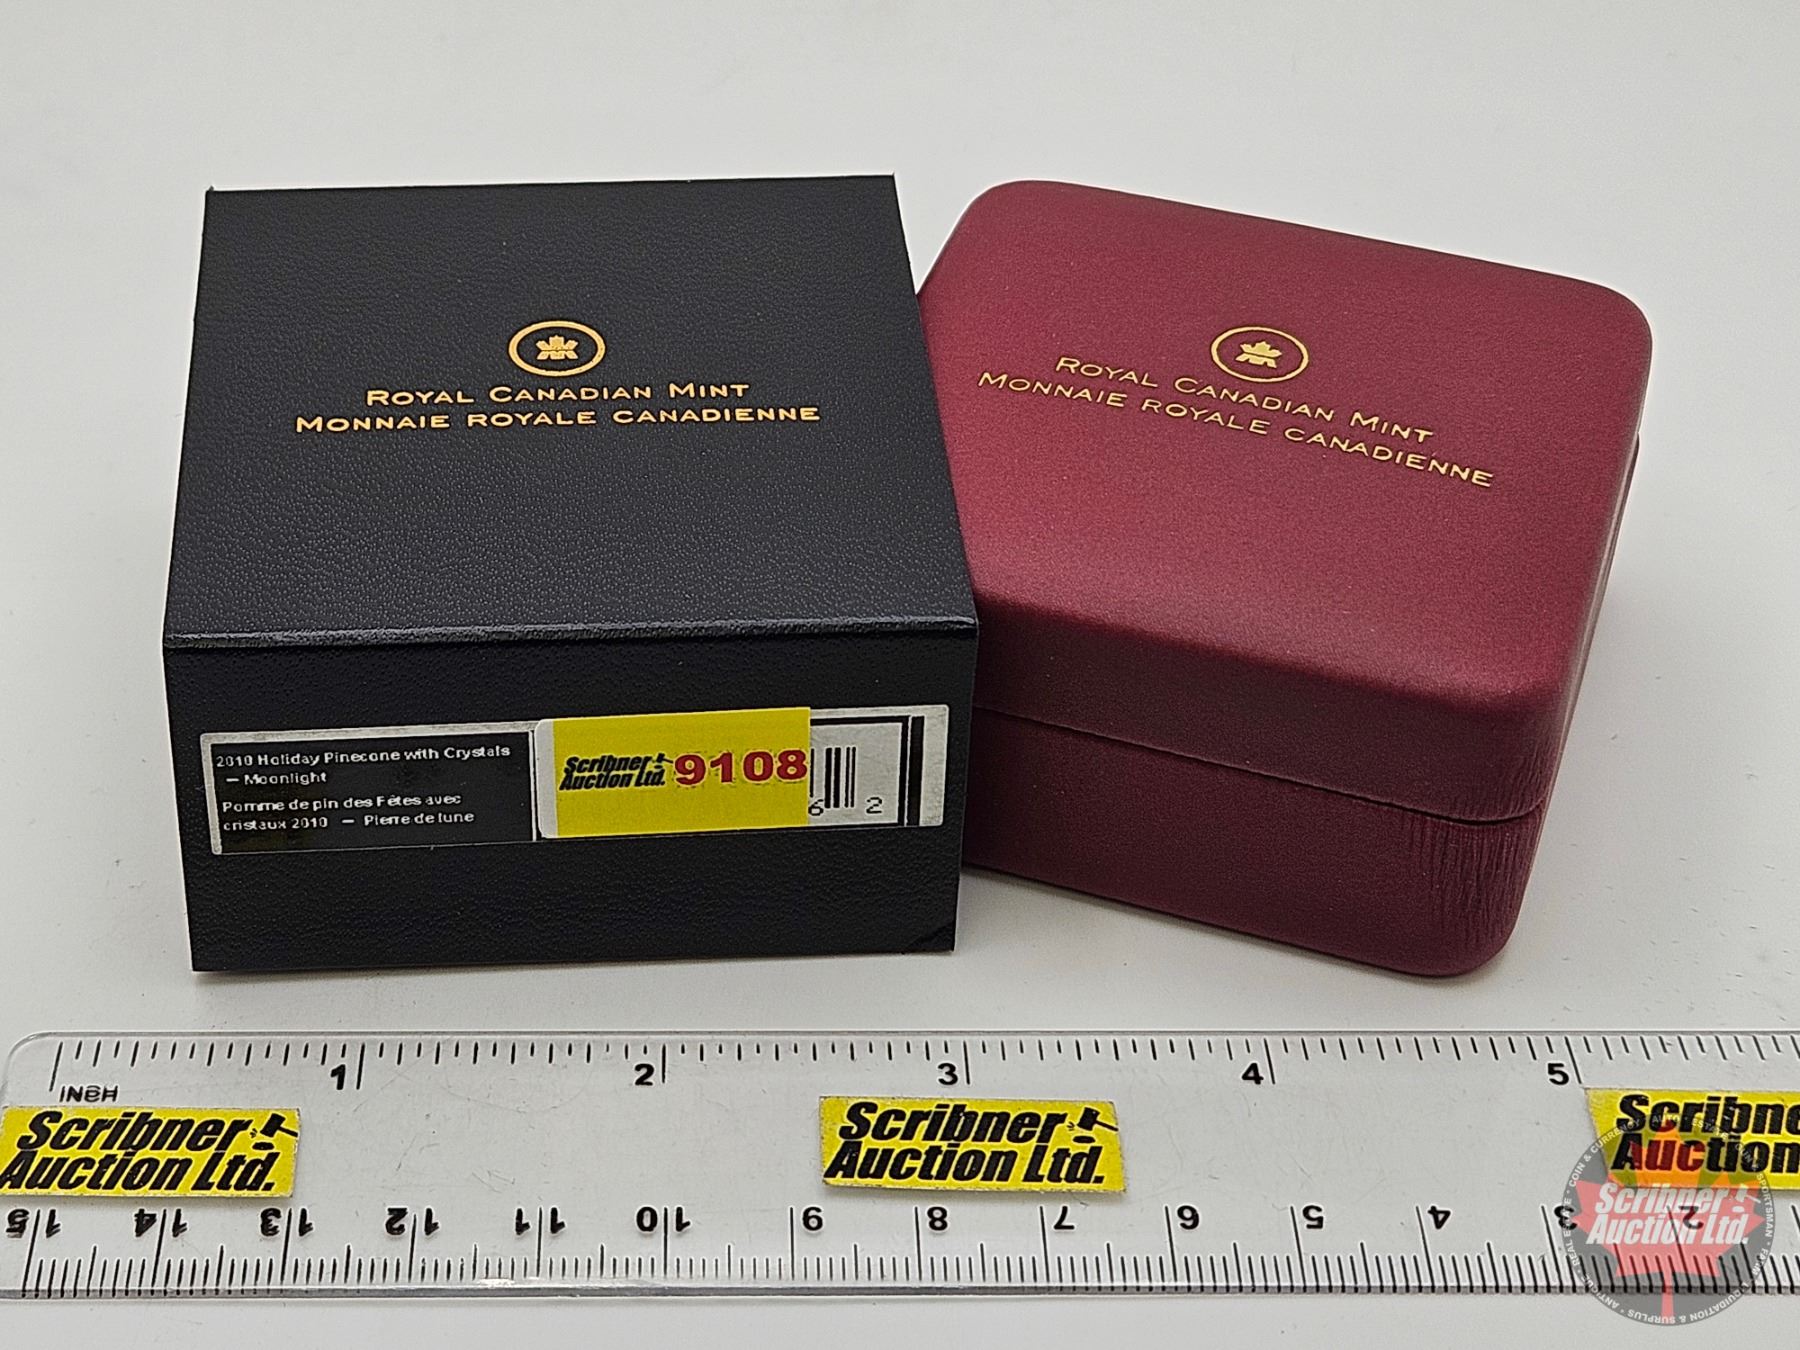 ROYAL CANADIAN MINT
MONNAIE ROYALE CANADIENNE
ROYAL CANADIAN MINT
MONNAIE ROYALE CANADIENNE
2010 Holiday Pinecone with Crystals
– Moonlight
Pomme de pin des Fêtes avec
cristaux 2010 – Pierre de lune
Scribner
Auction Ltd.
9108
6 2
1 2 3 4 5
INCH
Scribner
Auction Ltd.
Scribner
Auction Ltd.
Scribne
Auction
15 14 13 12 11 10 9 8 7 6 5 4 3 2
Scribner
Auction Ltd.